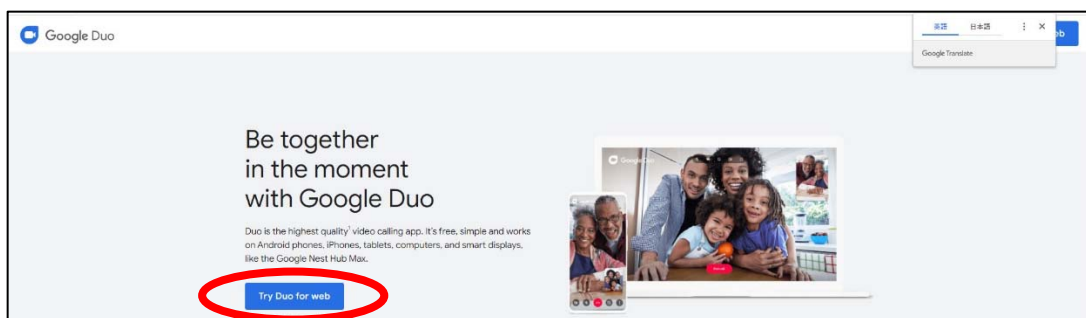 Google Duo
英語 日本語
eb
Google Translate
Be together
in the moment
with Google Duo
Duo is the highest quality¹ video calling app. It's free, simple and works
on Android phones, iPhones, tablets, computers, and smart displays,
like the Google Nest Hub Max.
Google Duo
Try Duo for web